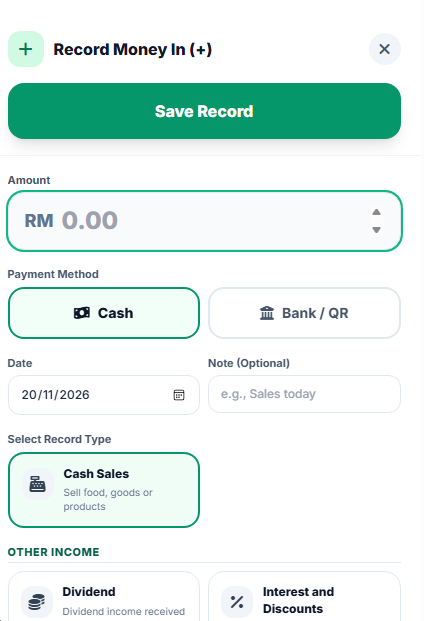 Record Money In (+)
Save Record
Amount
RM 0.00
Payment Method
Cash
Bank / QR
Date
Note (Optional)
20/11/2026
e.g., Sales today
Select Record Type
Cash Sales
Sell food, goods or
products
OTHER INCOME
Dividend
Dividend income received
Interest and
Discounts